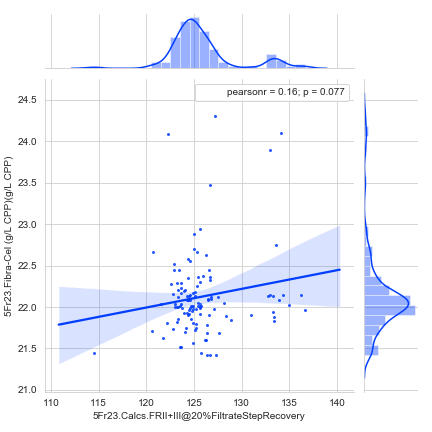 pearsonr = 0.16; p = 0.077
5Fr23.Fibra-Cel (g/L CPP)(g/L CPP)
24.5
24.0
23.5
23.0
22.5
22.0
21.5
21.0
110 115 120 125 130 135 140
5Fr23.Calcs.FRII+III@20%FiltrateStepRecovery